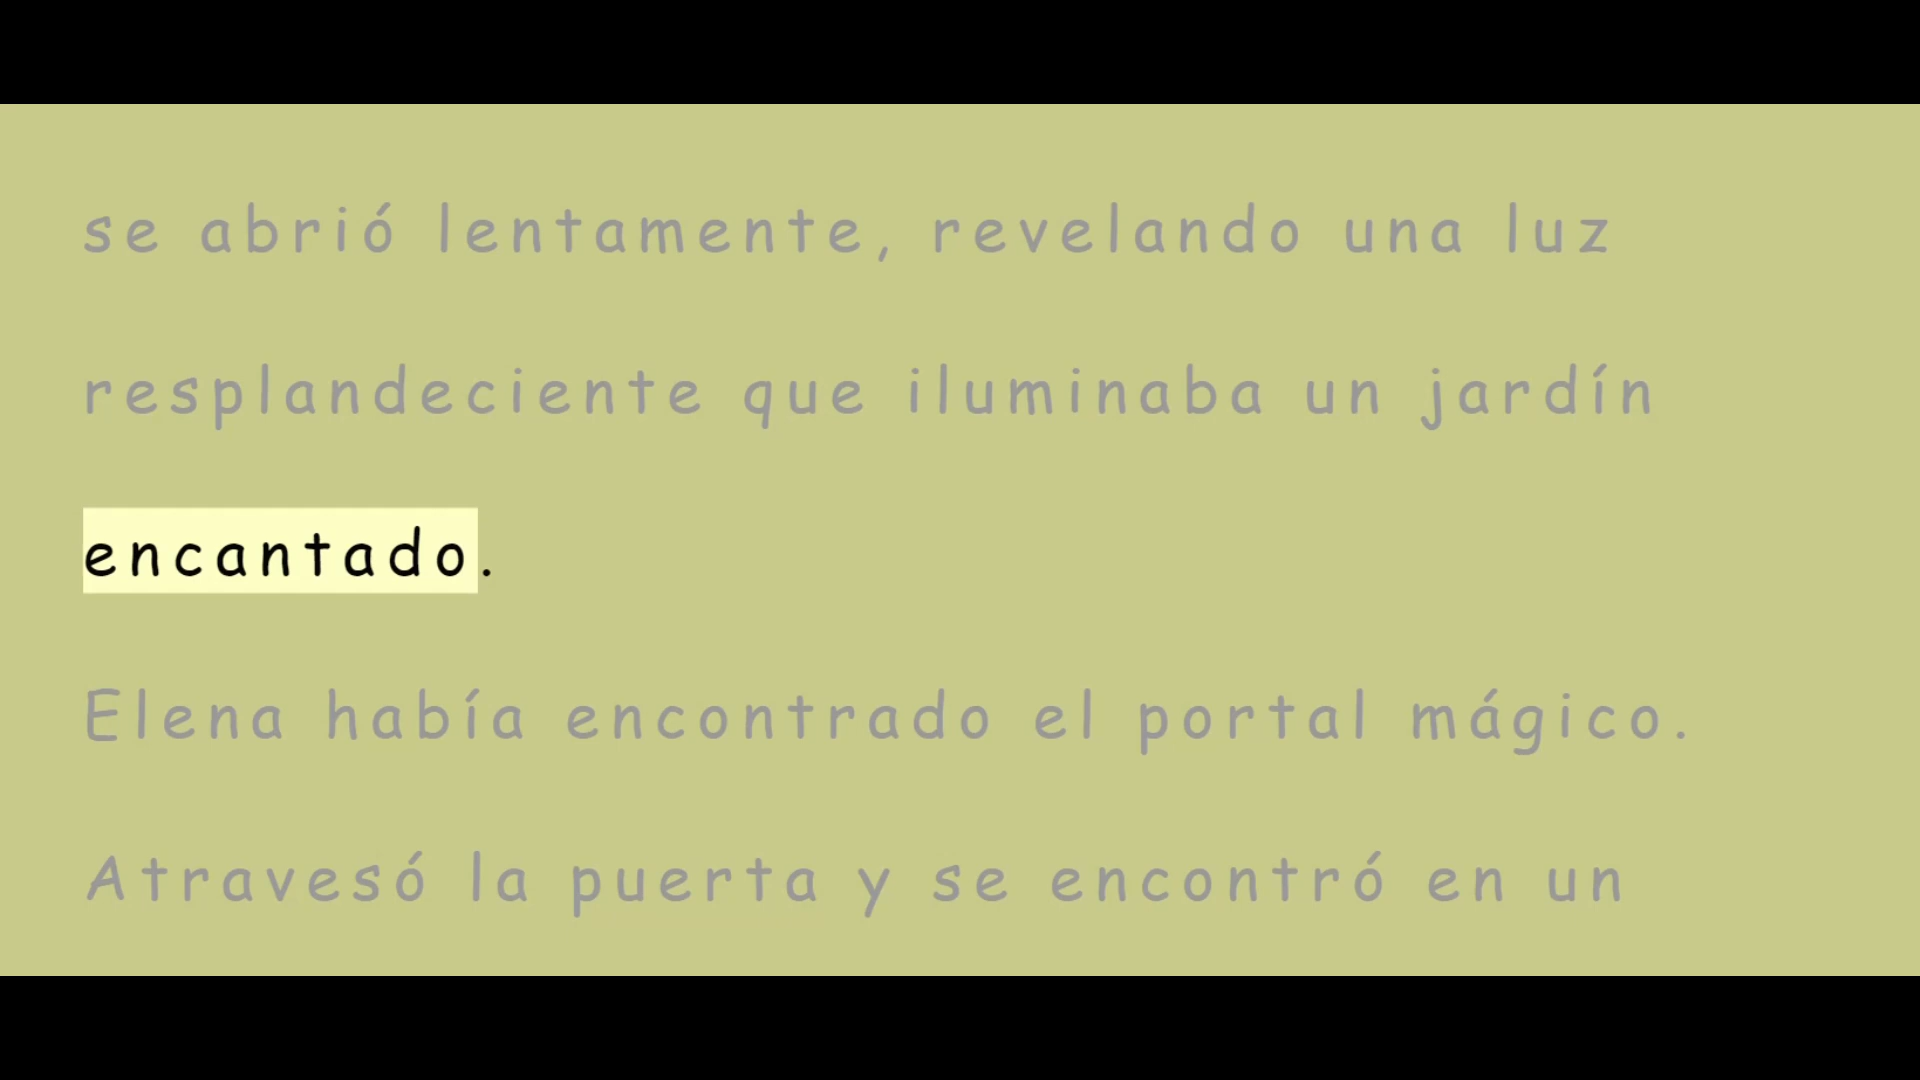 se abrió lentamente, revelando una luz
resplandeciente que iluminaba un jardín
encantado.
Elena había encontrado el portal mágico.
Atravesó la puerta y se encontró en un